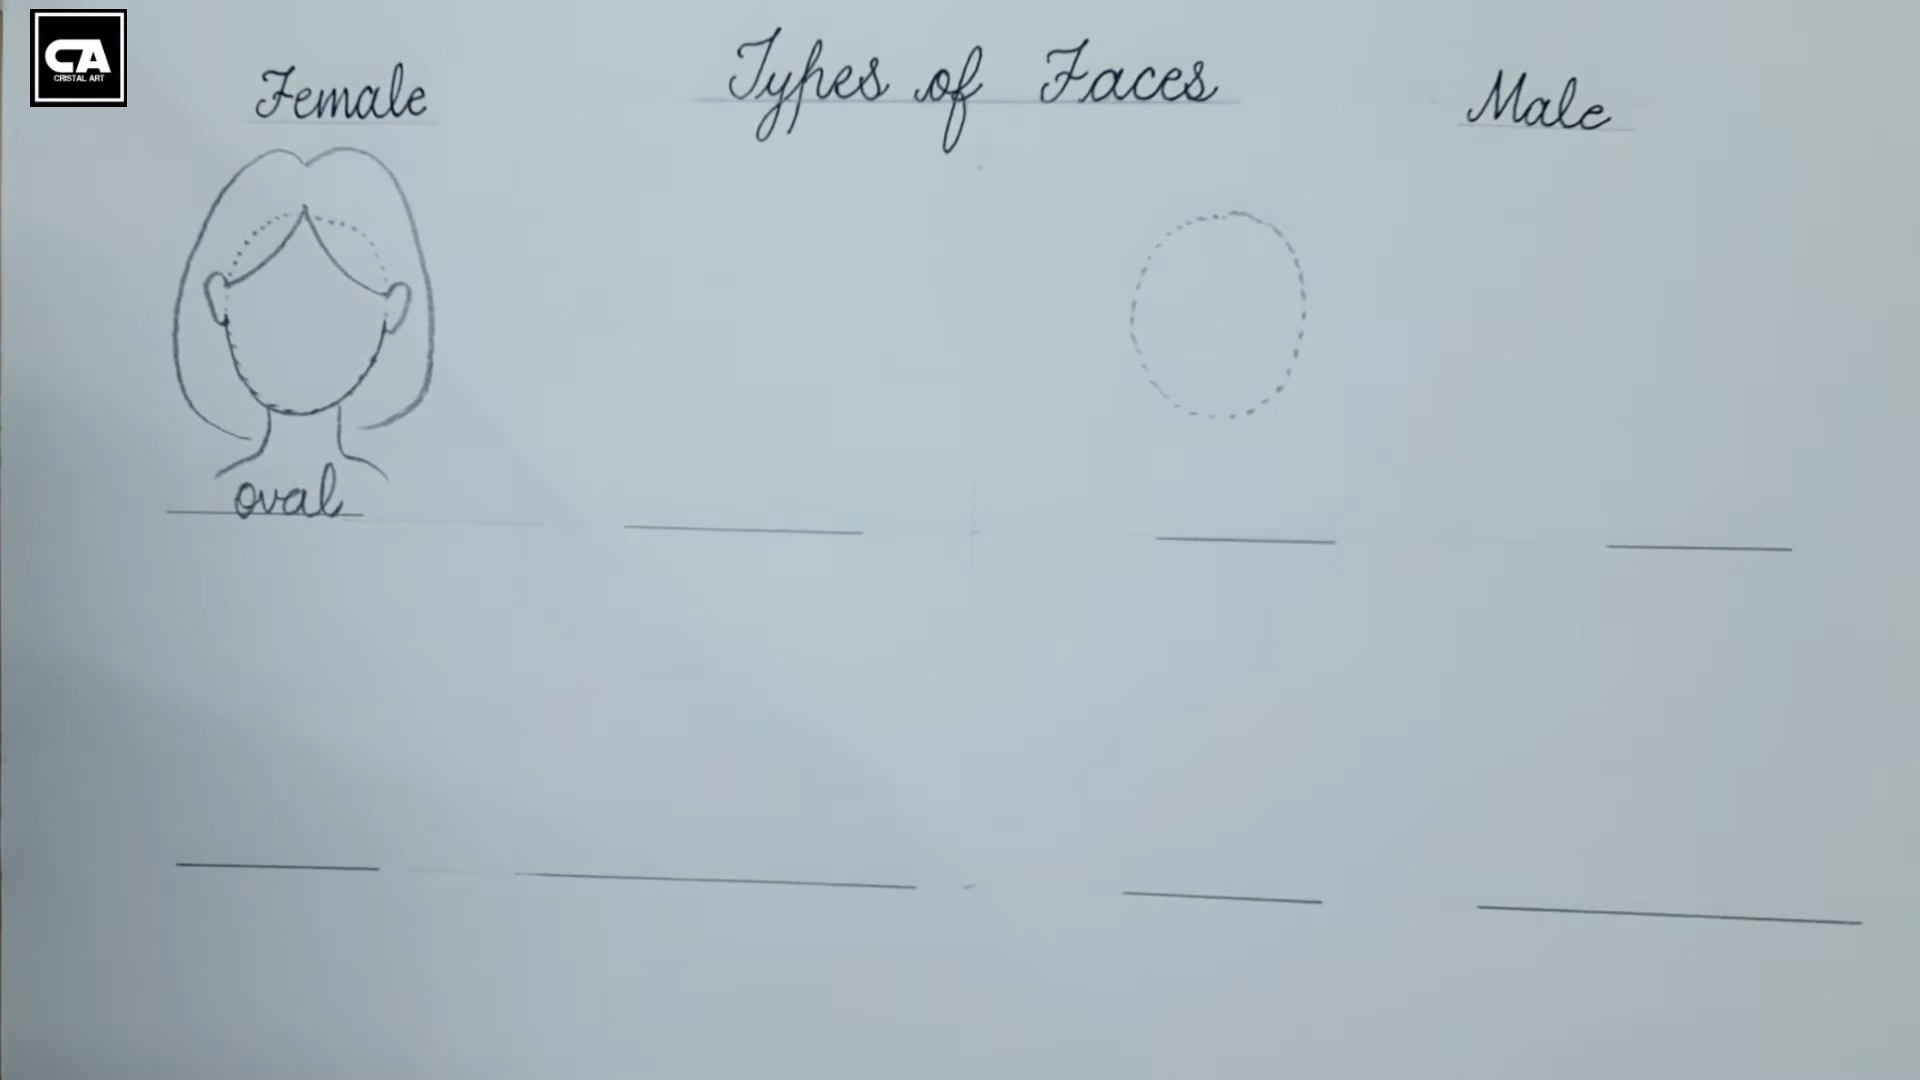 CA
CRISTAL ART
Female
Types of Faces
Male
oval